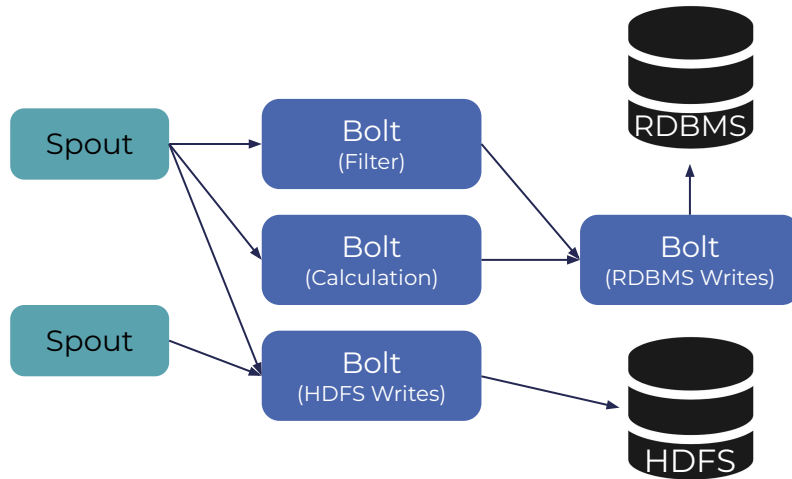 RDBMS
Spout
Bolt
(Filter)
Bolt
(Calculation)
Bolt
(RDBMS Writes)
Spout
Bolt
(HDFS Writes)
HDFS